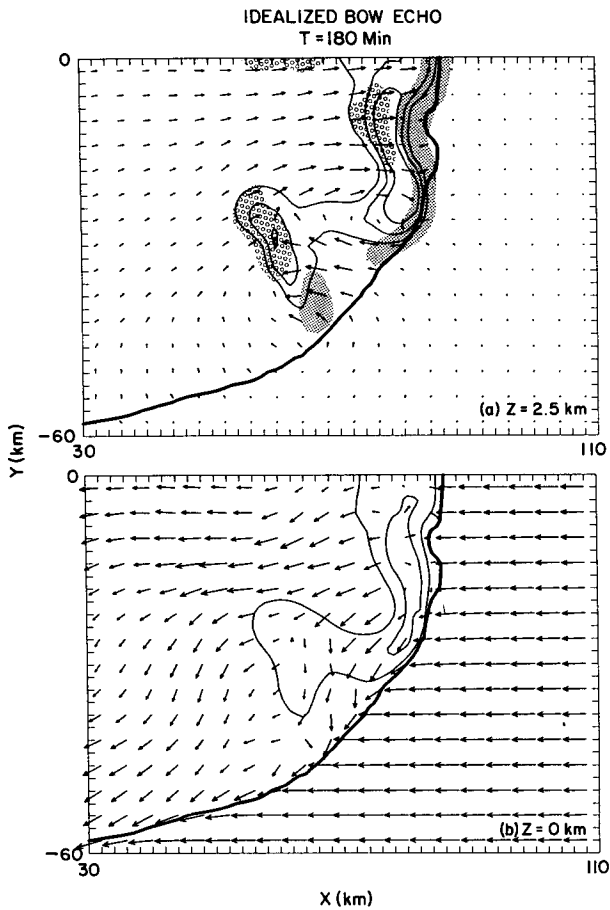 IDEALIZED BOW ECHO
T = 180 Min
0
(a) Z = 2.5 km
-60
30
110
Y (km)
0
(b) Z = 0 km
-60
30
110
X (km)